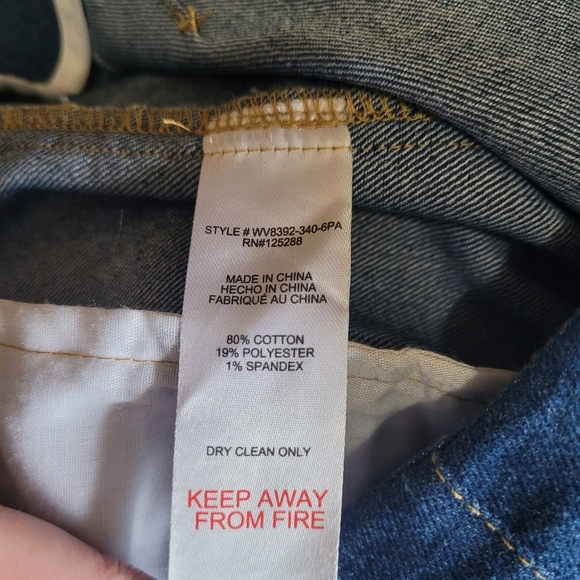 STYLE # WV8392-340-6PA
RN#125288
MADE IN CHINA
HECHO EN CHINA
FABRIQUÉ AU CHINA
80% COTTON
19% POLYESTER
1% SPANDEX
DRY CLEAN ONLY
KEEP AWAY
FROM FIRE